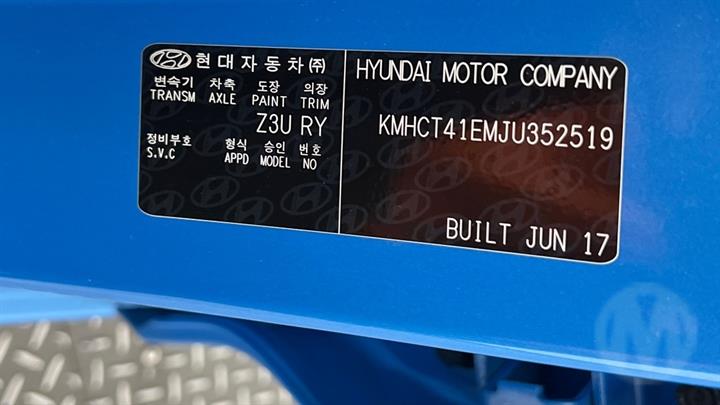 현대자동차(주)
변속기 차축 도장 의장
TRANSM AXLE PAINT TRIM
Z3U RY
정비부호 형식 승인 번호
S.V.C APPD MODEL NO
HYUNDAI MOTOR COMPANY
KMHCT41EMJU352519
BUILT JUN 17
M